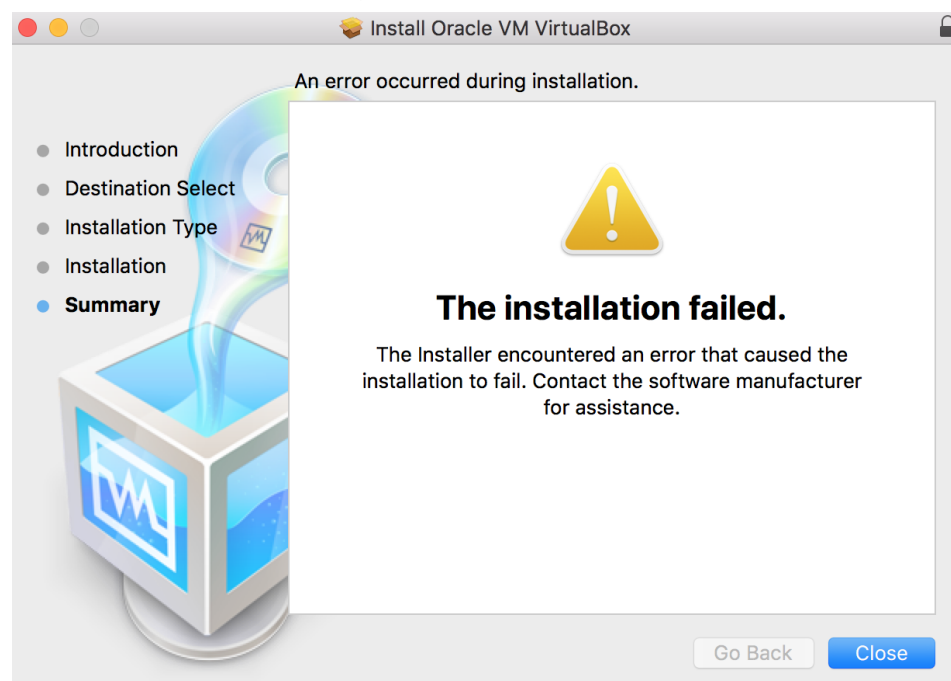 Install Oracle VM VirtualBox
An error occurred during installation.
Introduction
Destination Select
Installation Type
Installation
Summary
The installation failed.
The Installer encountered an error that caused the
installation to fail. Contact the software manufacturer
for assistance.
Go Back
Close